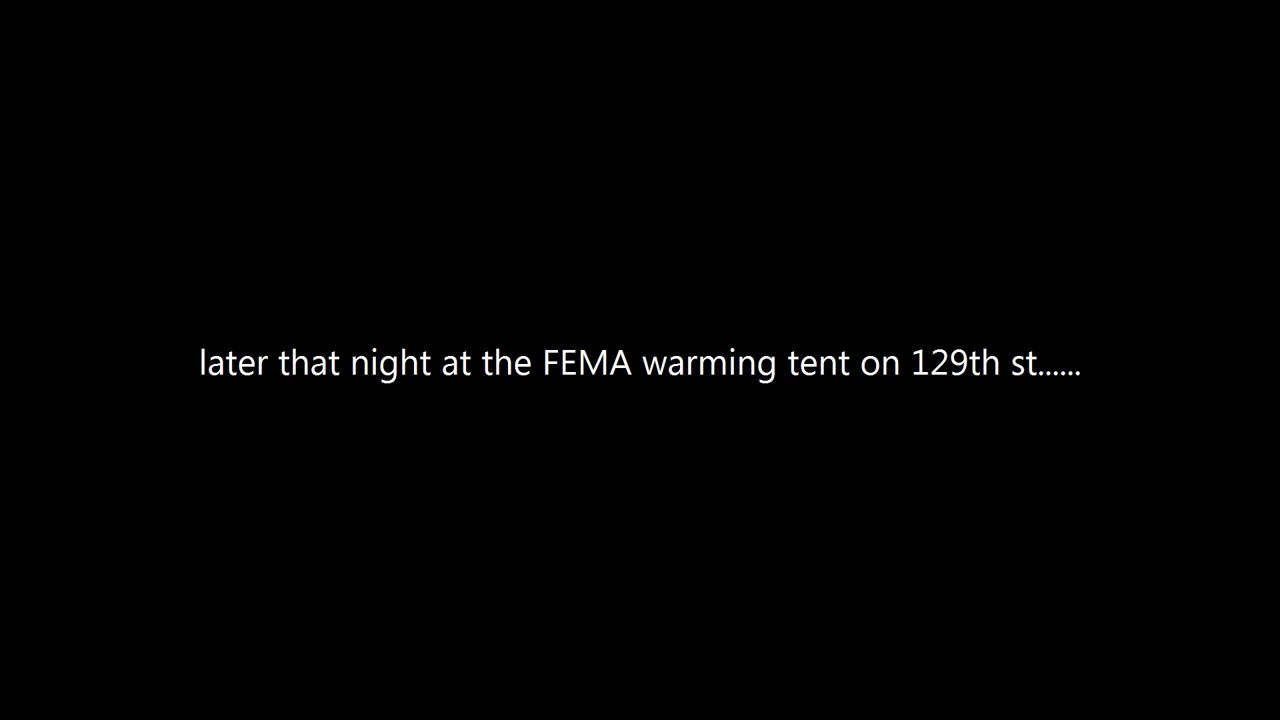 later that night at the FEMA warming tent on 129th st......